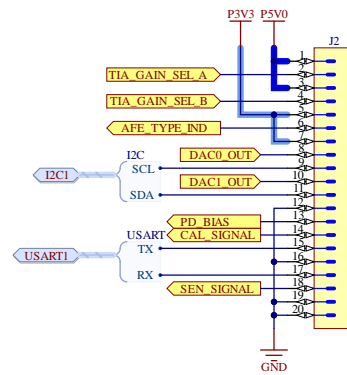 P3V3 P5V0
J2
1
2
TIA_GAIN_SEL_A
3
4
TIA_GAIN_SEL_B
5
6
AFE_TYPE_IND
7
8
DAC0_OUT
I2C
SCL
9
I2C1
10
DAC1_OUT
SDA
11
12
13
PD_BIAS
14
CAL_SIGNAL
USART
TX
15
USART1
16
RX
17
18
SEN_SIGNAL
19
20
GND